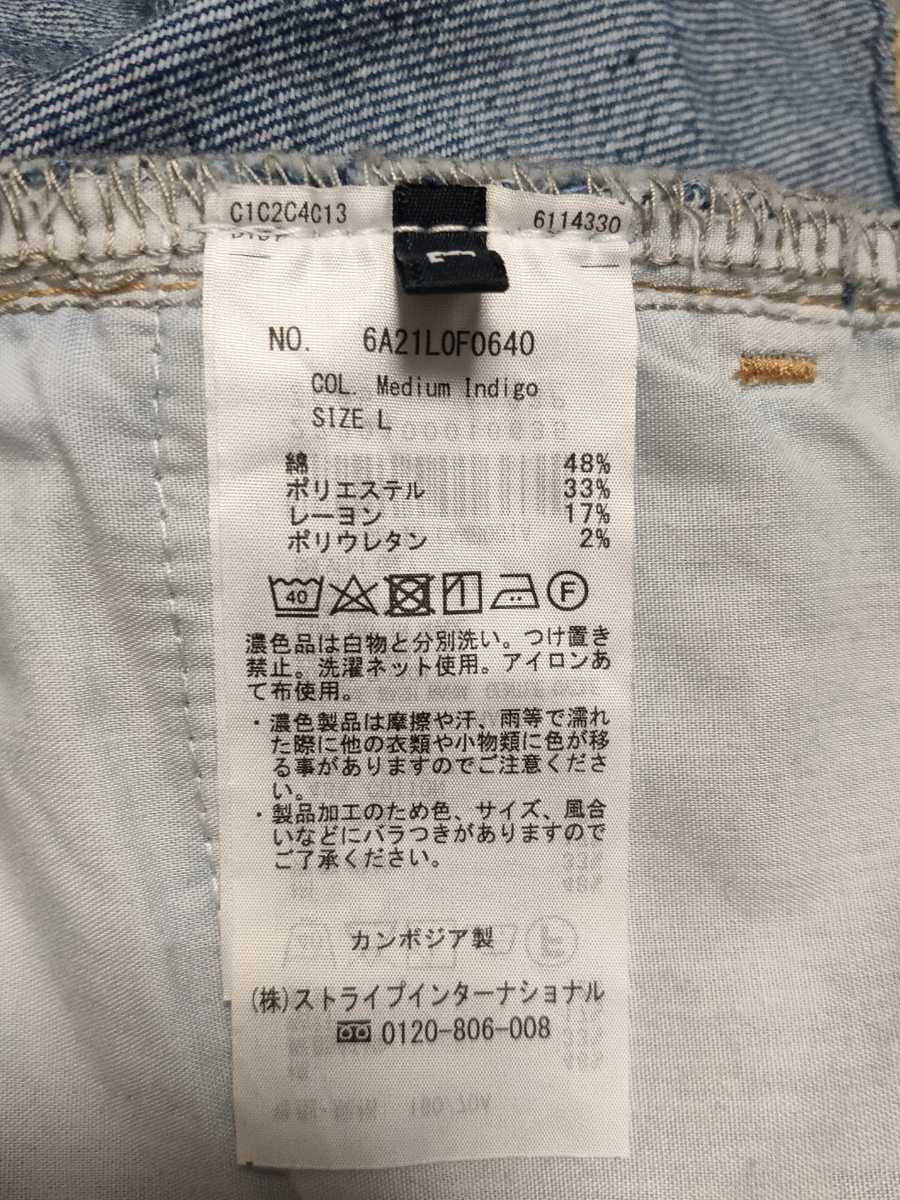 C1C2C4C13
6114330
L
NO. 6A21L0F0640
COL. Medium Indigo
SIZE L
綿 48%
ポリエステル 33%
レーヨン 17%
ポリウレタン 2%
40
F
濃色品は白物と分別洗い。つけ置き
禁止。洗濯ネット使用。アイロンあ
て布使用。
・濃色製品は摩擦や汗、雨等で濡れ
た際に他の衣類や小物類に色が移
る事がありますのでご注意くださ
い。
・製品加工のため色、サイズ、風合
いなどにバラつきがありますので
ご了承ください。
カンボジア製
(株)ストライプインターナショナル
0120-806-008